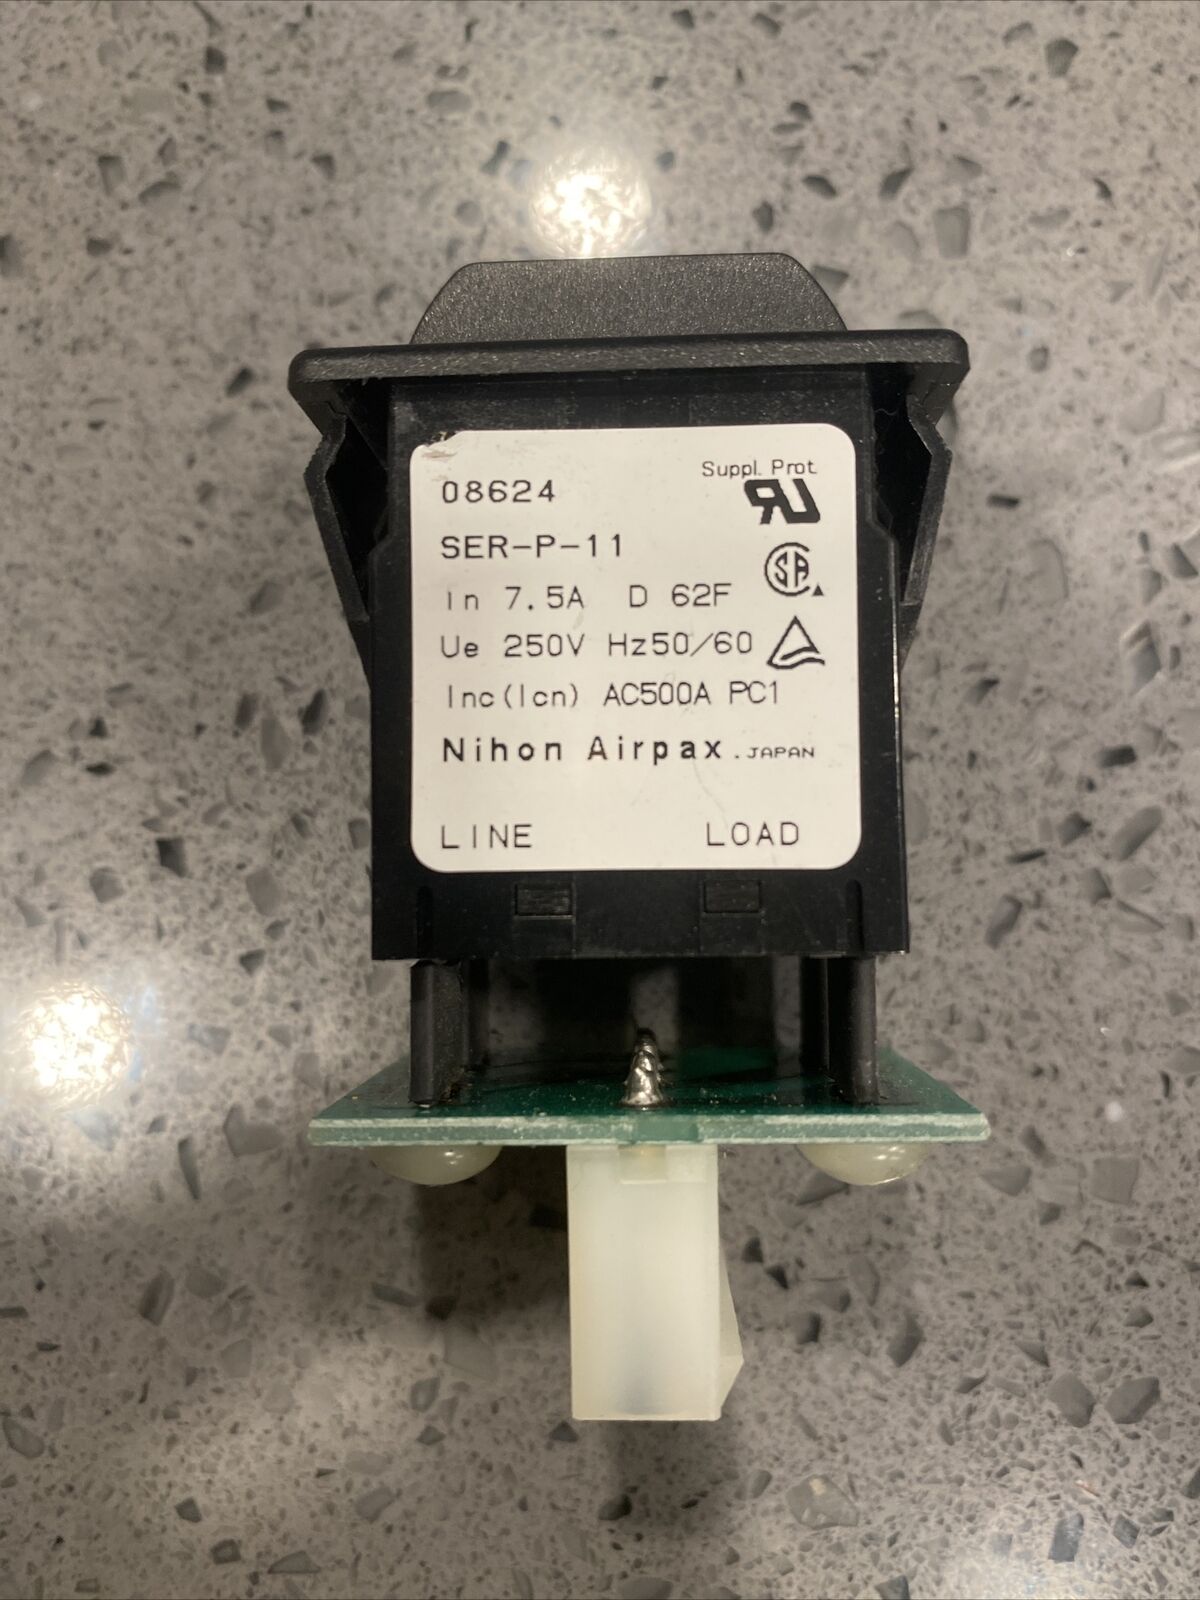 Suppl. Prot.
08624
SER-P-11
In 7.5A D 62F
Ue 250V Hz50/60
Inc(Icn) AC500A PC1
Nihon Airpax .JAPAN
LINE LOAD